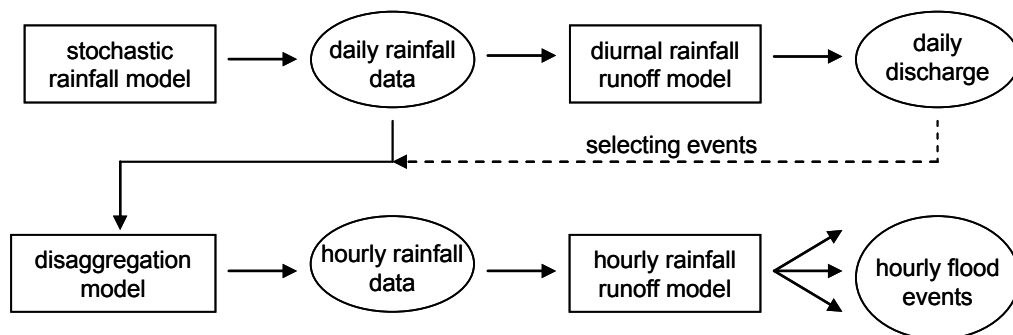 stochastic
rainfall model
daily rainfall
data
diurnal rainfall
runoff model
daily
discharge
selecting events
disaggregation
model
hourly rainfall
data
hourly rainfall
runoff model
hourly flood
events